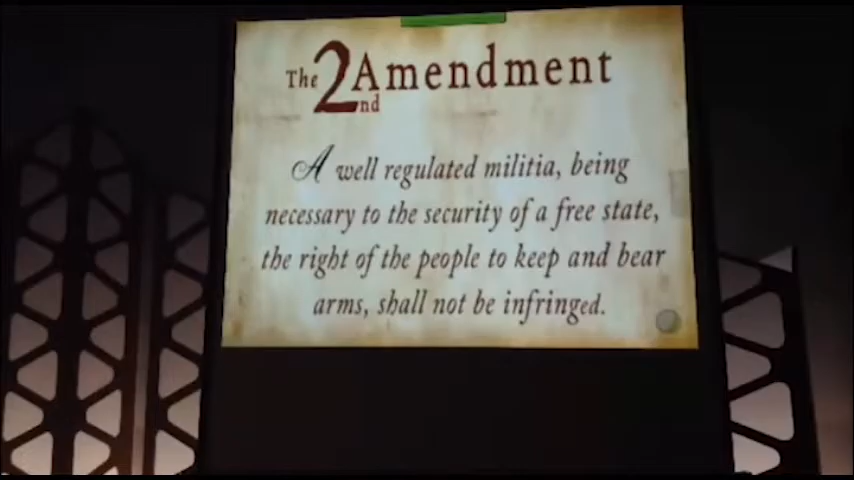 The 2nd Amendment
A well regulated militia, being
necessary to the security of a free state,
the right of the people to keep and bear
arms, shall not be infringed.